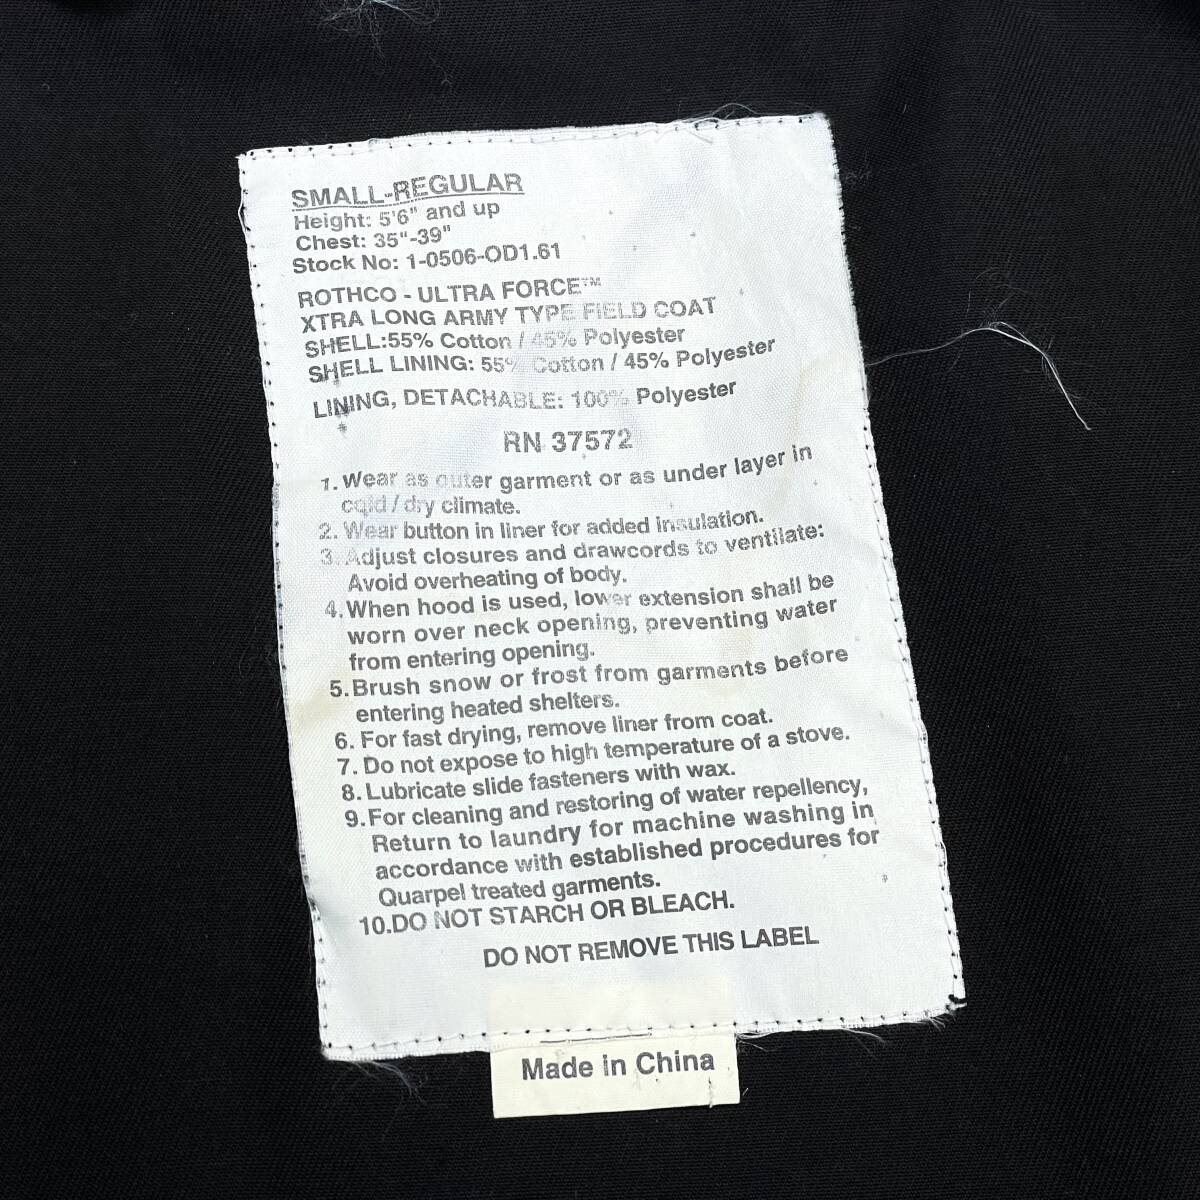 SMALL-REGULAR
Height: 5'6" and up
Chest: 35"-39"
Stock No: 1-0506-OD1.61
ROTHCO - ULTRA FORCE™
XTRA LONG ARMY TYPE FIELD COAT
SHELL:55% Cotton / 45% Polyester
SHELL LINING: 55% Cotton / 45% Polyester
LINING, DETACHABLE: 100% Polyester
RN 37572
1. Wear as outer garment or as under layer in
cold / dry climate.
2. Wear button in liner for added insulation.
3. Adjust closures and drawcords to ventilate:
Avoid overheating of body.
4. When hood is used, lower extension shall be
worn over neck opening, preventing water
from entering opening.
5. Brush snow or frost from garments before
entering heated shelters.
6. For fast drying, remove liner from coat.
7. Do not expose to high temperature of a stove.
8. Lubricate slide fasteners with wax.
9. For cleaning and restoring of water repellency,
Return to laundry for machine washing in
accordance with established procedures for
Quarpel treated garments.
10.DO NOT STARCH OR BLEACH.
DO NOT REMOVE THIS LABEL
Made in China